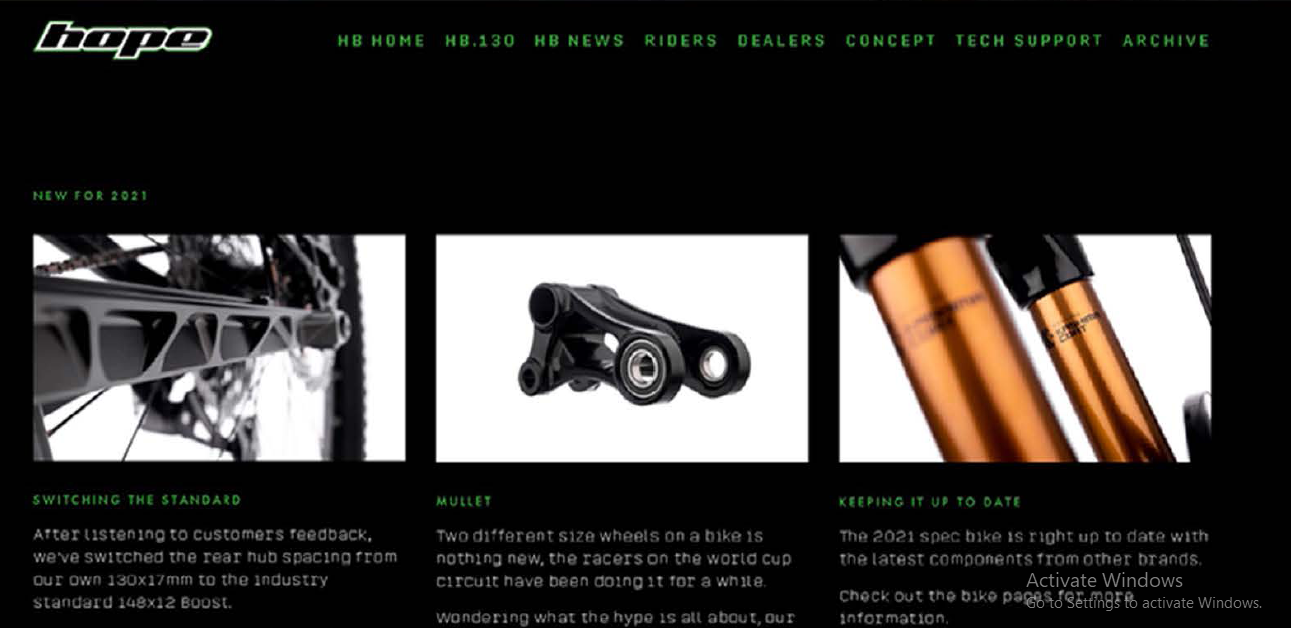 hope
HB HOME HB.130 HB NEWS RIDERS DEALERS CONCEPT TECH SUPPORT ARCHIVE
NEW FOR 2021
SWITCHING THE STANDARD
After listening to customers feedback,
we've switched the rear hub spacing from
our own 130x17mm to the industry
standard 148x12 Boost.
MULLET
Two different size wheels on a bike is
nothing new, the racers on the world cup
circuit have been doing it for a while.
Wondering what the hype is all about, our
KEEPING IT UP TO DATE
The 2021 spec bike is right up to date with
the latest components from other brands.
Check out the bike pages for more
information.
Activate Windows
Go to Settings to activate Windows.